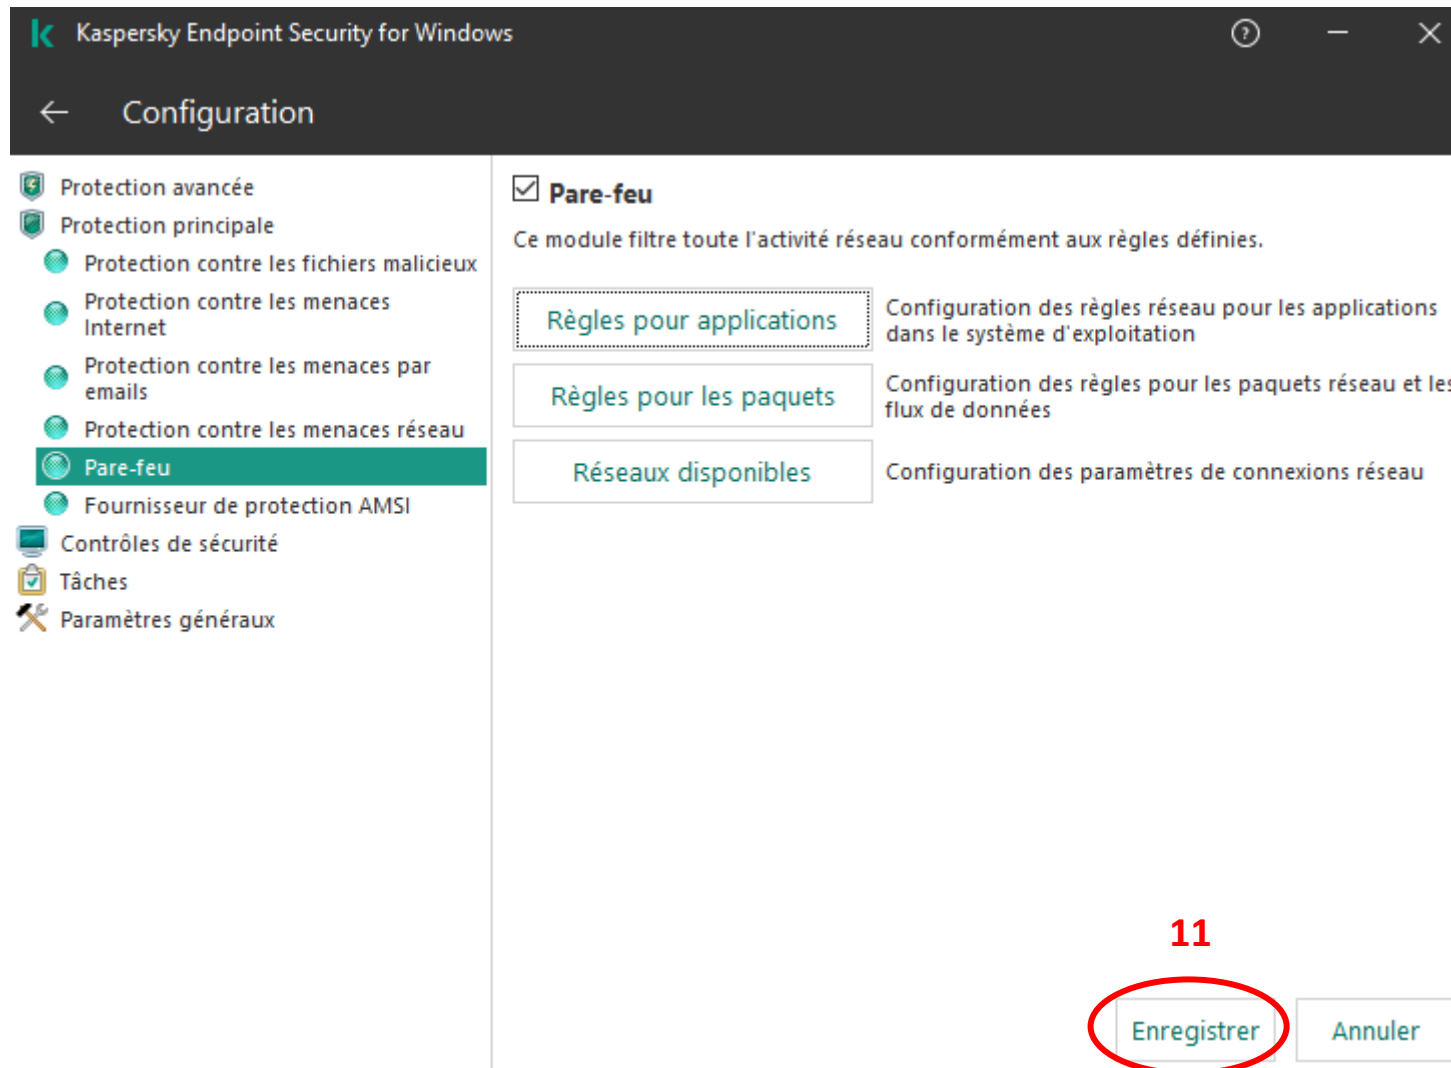 Kaspersky Endpoint Security for Windows
Configuration
Protection avancée
Protection principale
Protection contre les fichiers malicieux
Protection contre les menaces
Internet
Protection contre les menaces par
emails
Protection contre les menaces réseau
Pare-feu
Fournisseur de protection AMSI
Contrôles de sécurité
Tâches
Paramètres généraux
Pare-feu
Ce module filtre toute l'activité réseau conformément aux règles définies.
Règles pour applications
Configuration des règles réseau pour les applications
dans le système d'exploitation
Règles pour les paquets
Configuration des règles pour les paquets réseau et les
flux de données
Réseaux disponibles
Configuration des paramètres de connexions réseau
11
Enregistrer
Annuler